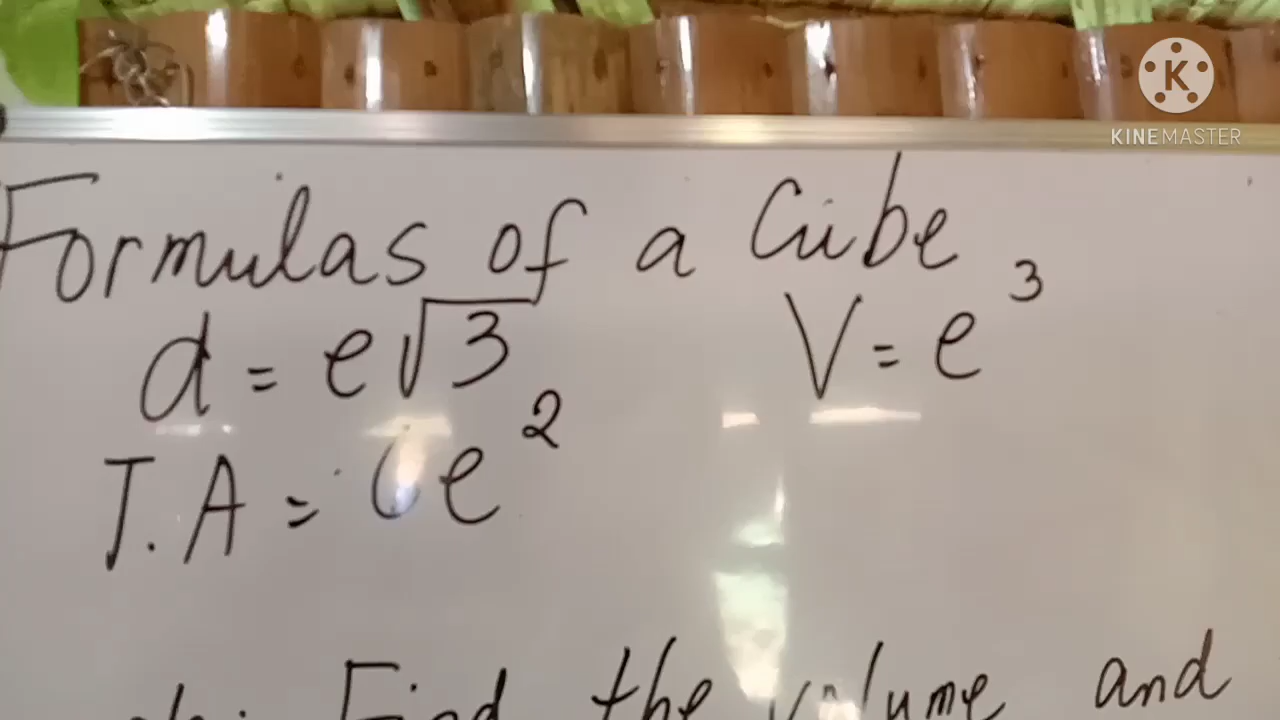 KINEMASTER
Formulas of a Cube
d = e√3 V = e³
T.A = 6e²
Find the volume and